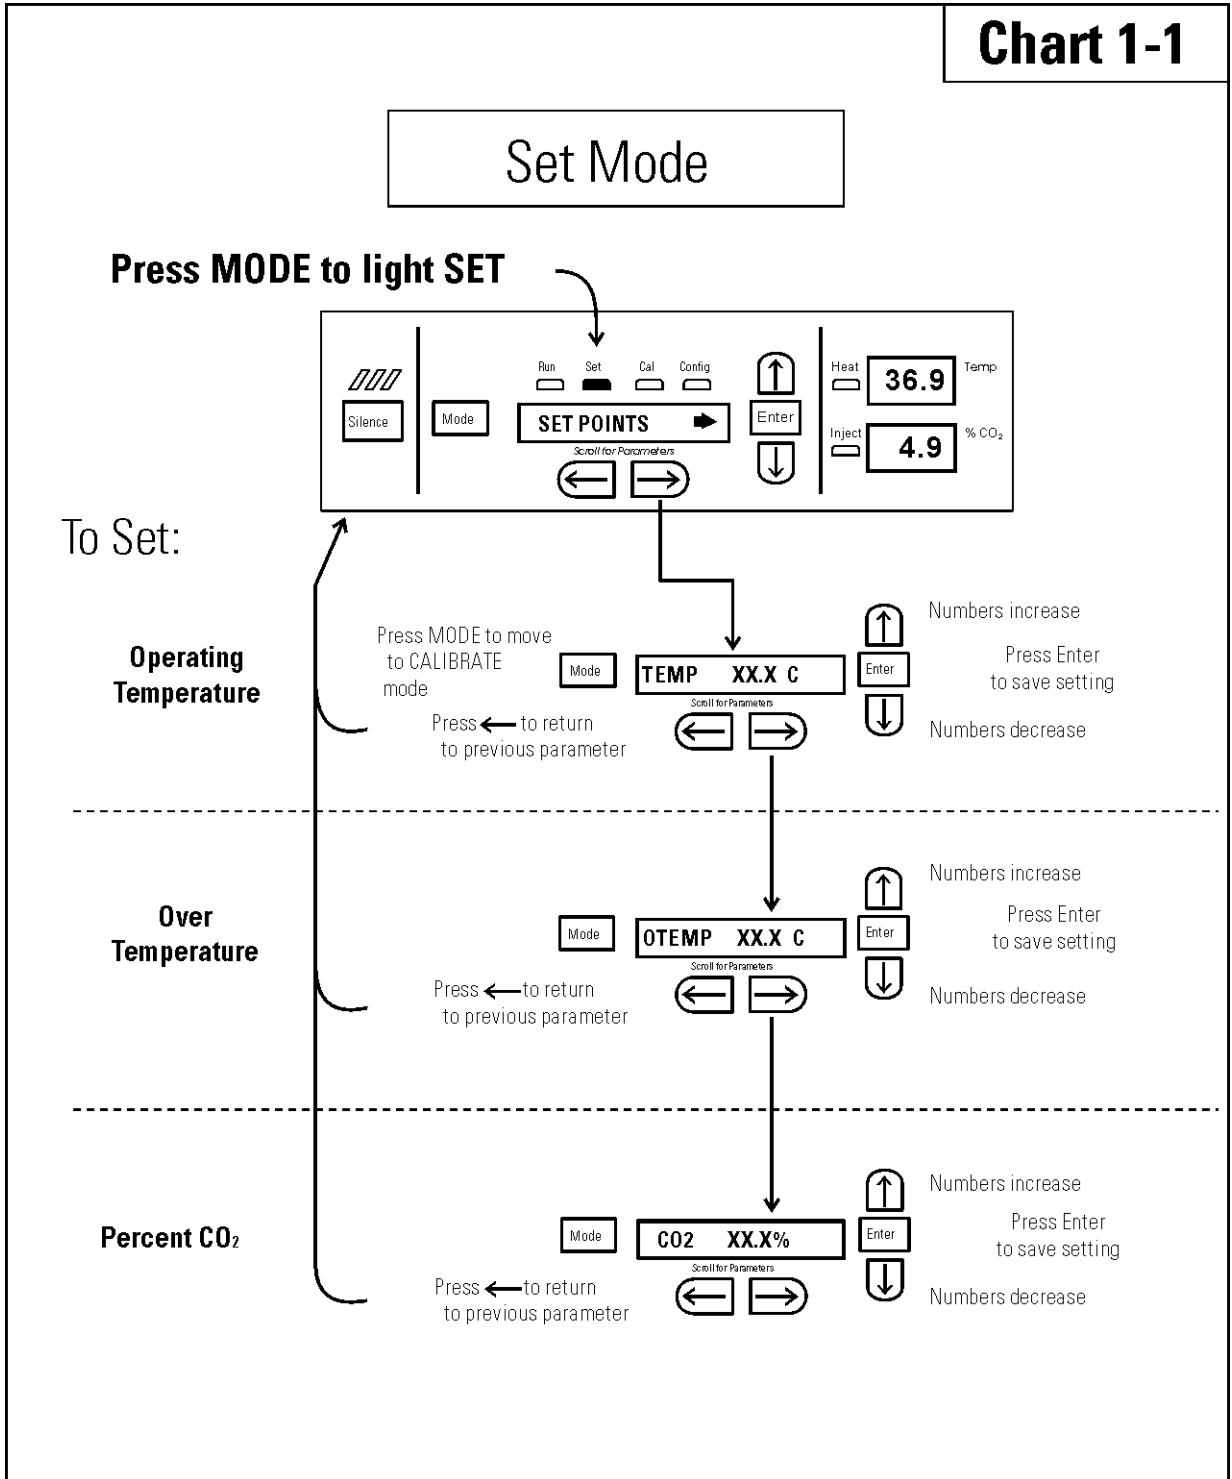 Chart 1-1
Set Mode
Press MODE to light SET
Run Set Cal Config
Silence
Mode
SET POINTS
Scroll for Parameters
Enter
Heat 36.9 Temp
Inject 4.9 % CO₂
To Set:
Operating
Temperature
Press MODE to move
to CALIBRATE
mode
Press ← to return
to previous parameter
Mode
TEMP XX.X C
Scroll for Parameters
Enter
Numbers increase
Press Enter
to save setting
Numbers decrease
Over
Temperature
Press ← to return
to previous parameter
Mode
OTEMP XX.X C
Scroll for Parameters
Enter
Numbers increase
Press Enter
to save setting
Numbers decrease
Percent CO₂
Press ← to return
to previous parameter
Mode
CO2 XX.X%
Scroll for Parameters
Enter
Numbers increase
Press Enter
to save setting
Numbers decrease